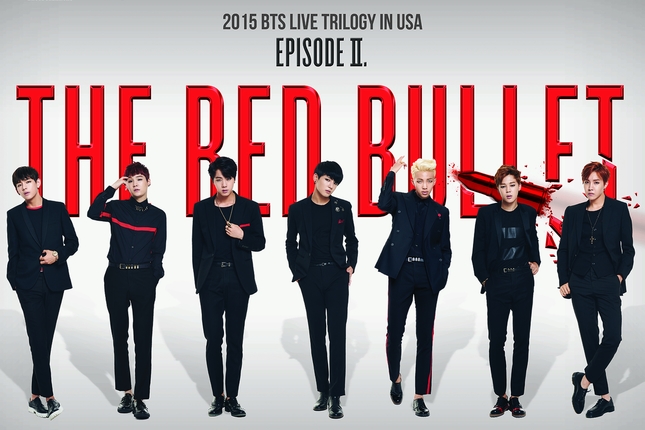 2015 BTS LIVE TRILOGY IN USA
EPISODE Ⅱ.
THE RED BULLET